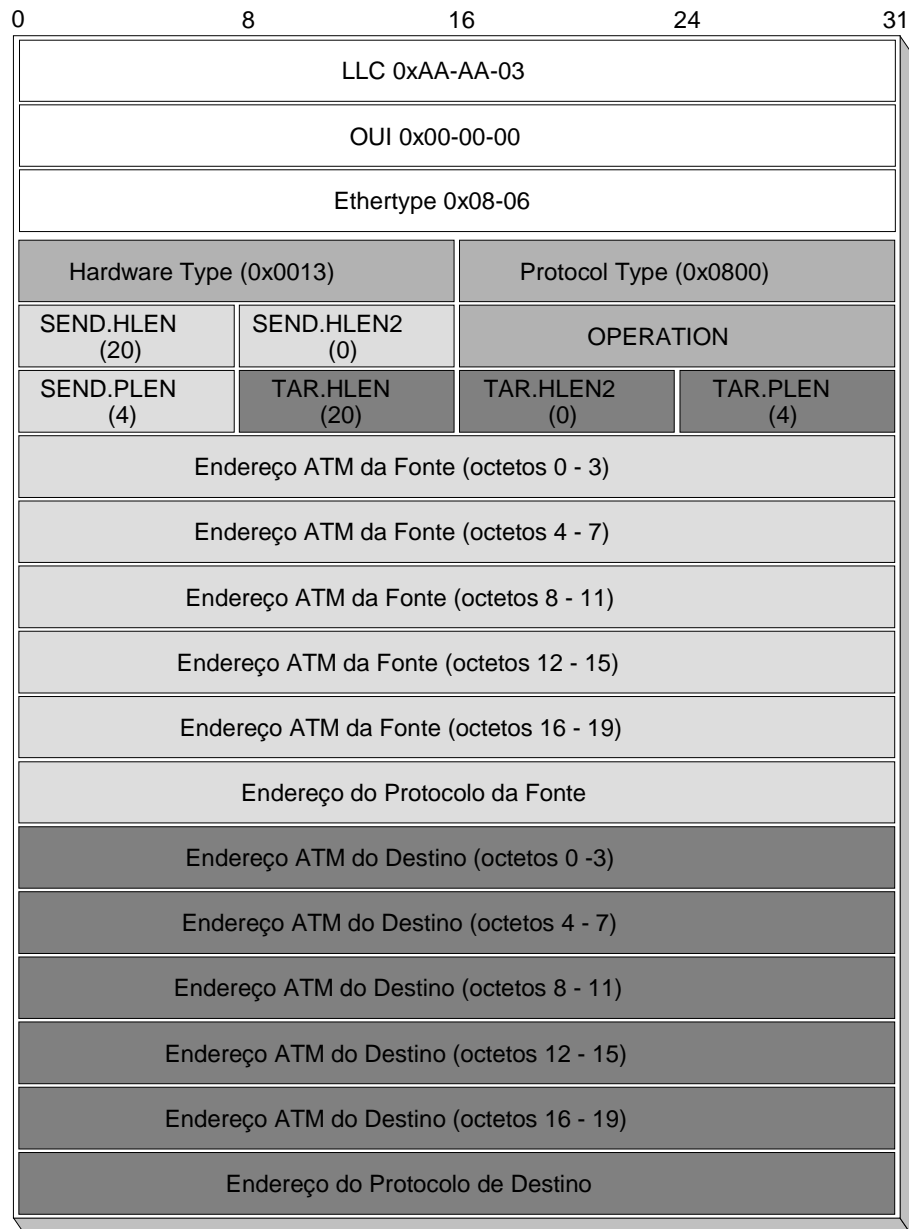 0 8 16 24 31
LLC 0xAA-AA-03
OUI 0x00-00-00
Ethertype 0x08-06
Hardware Type (0x0013) Protocol Type (0x0800)
SEND.HLEN (20) SEND.HLEN2 (0) OPERATION
SEND.PLEN (4) TAR.HLEN (20) TAR.HLEN2 (0) TAR.PLEN (4)
Endereço ATM da Fonte (octetos 0 - 3)
Endereço ATM da Fonte (octetos 4 - 7)
Endereço ATM da Fonte (octetos 8 - 11)
Endereço ATM da Fonte (octetos 12 - 15)
Endereço ATM da Fonte (octetos 16 - 19)
Endereço do Protocolo da Fonte
Endereço ATM do Destino (octetos 0 -3)
Endereço ATM do Destino (octetos 4 - 7)
Endereço ATM do Destino (octetos 8 - 11)
Endereço ATM do Destino (octetos 12 - 15)
Endereço ATM do Destino (octetos 16 - 19)
Endereço do Protocolo de Destino